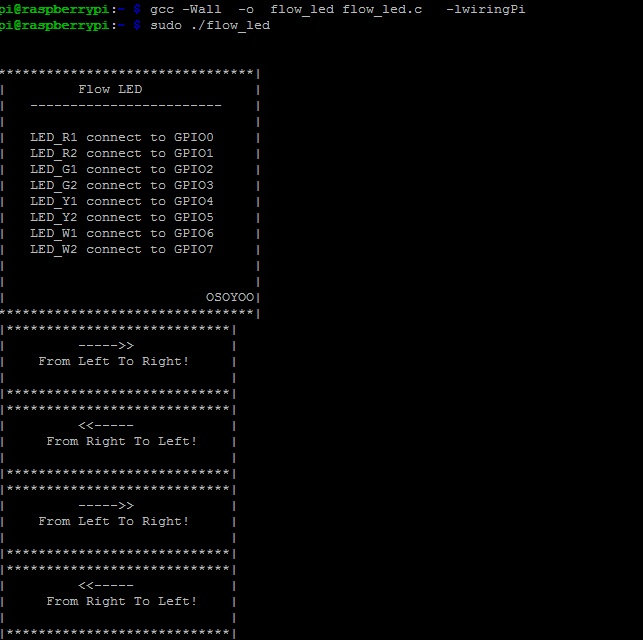 pi@raspberrypi:~ $ gcc -Wall  -o  flow_led flow_led.c   -lwiringPi
pi@raspberrypi:~ $ sudo ./flow_led
********************************|
|         Flow LED              |
|   ------------------------    |
|                               |
|   LED_R1 connect to GPIO0     |
|   LED_R2 connect to GPIO1     |
|   LED_G1 connect to GPIO2     |
|   LED_G2 connect to GPIO3     |
|   LED_Y1 connect to GPIO4     |
|   LED_Y2 connect to GPIO5     |
|   LED_W1 connect to GPIO6     |
|   LED_W2 connect to GPIO7     |
|                               |
|                               |
|                         OSOYOO|
********************************|
|****************************|
|         ----->>            |
|    From Left To Right!     |
|                            |
|****************************|
|****************************|
|         <<-----            |
|     From Right To Left!    |
|                            |
|****************************|
|****************************|
|         ----->>            |
|    From Left To Right!     |
|                            |
|****************************|
|****************************|
|         <<-----            |
|     From Right To Left!    |
|                            |
|****************************|